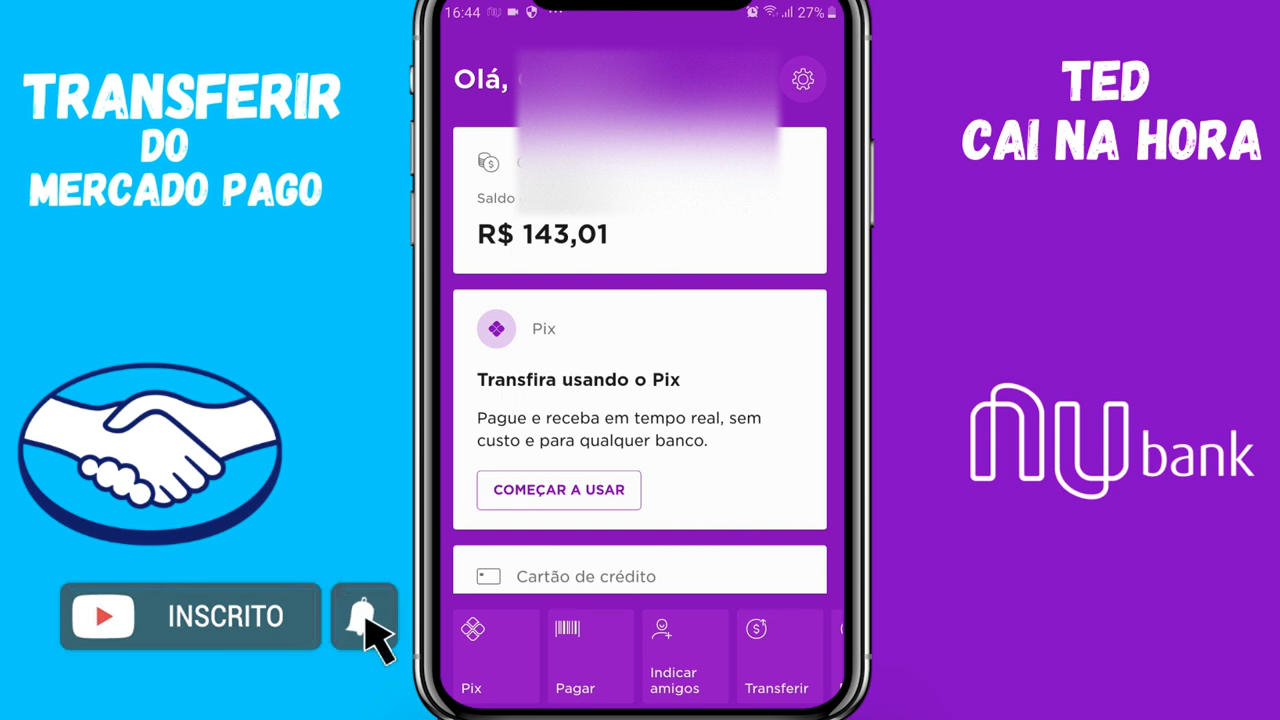 TRANSFERIR
DO
MERCADO PAGO
INSCRITO
16:44
27%
Olá,
Saldo
R$ 143,01
Pix
Transfira usando o Pix
Pague e receba em tempo real, sem
custo e para qualquer banco.
COMEÇAR A USAR
Cartão de crédito
Pix
Pagar
Indicar
amigos
Transferir
TED
CAI NA HORA
nu bank